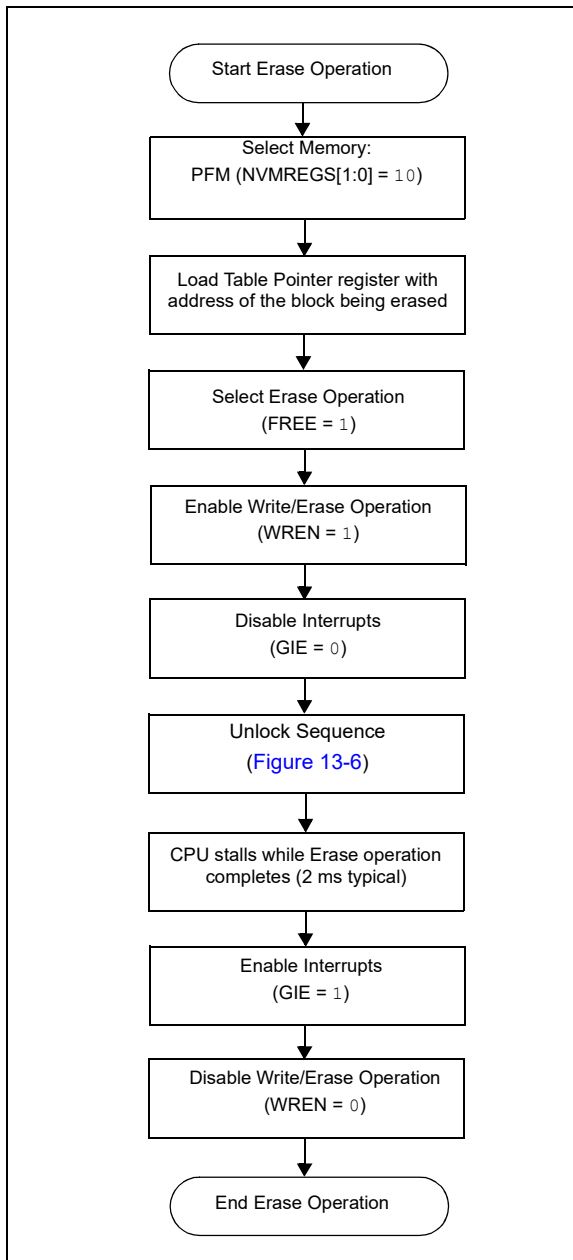 Start Erase Operation
Select Memory:
PFM (NVMREGS[1:0] = 10)
Load Table Pointer register with
address of the block being erased
Select Erase Operation
(FREE = 1)
Enable Write/Erase Operation
(WREN = 1)
Disable Interrupts
(GIE = 0)
Unlock Sequence
(Figure 13-6)
CPU stalls while Erase operation
completes (2 ms typical)
Enable Interrupts
(GIE = 1)
Disable Write/Erase Operation
(WREN = 0)
End Erase Operation